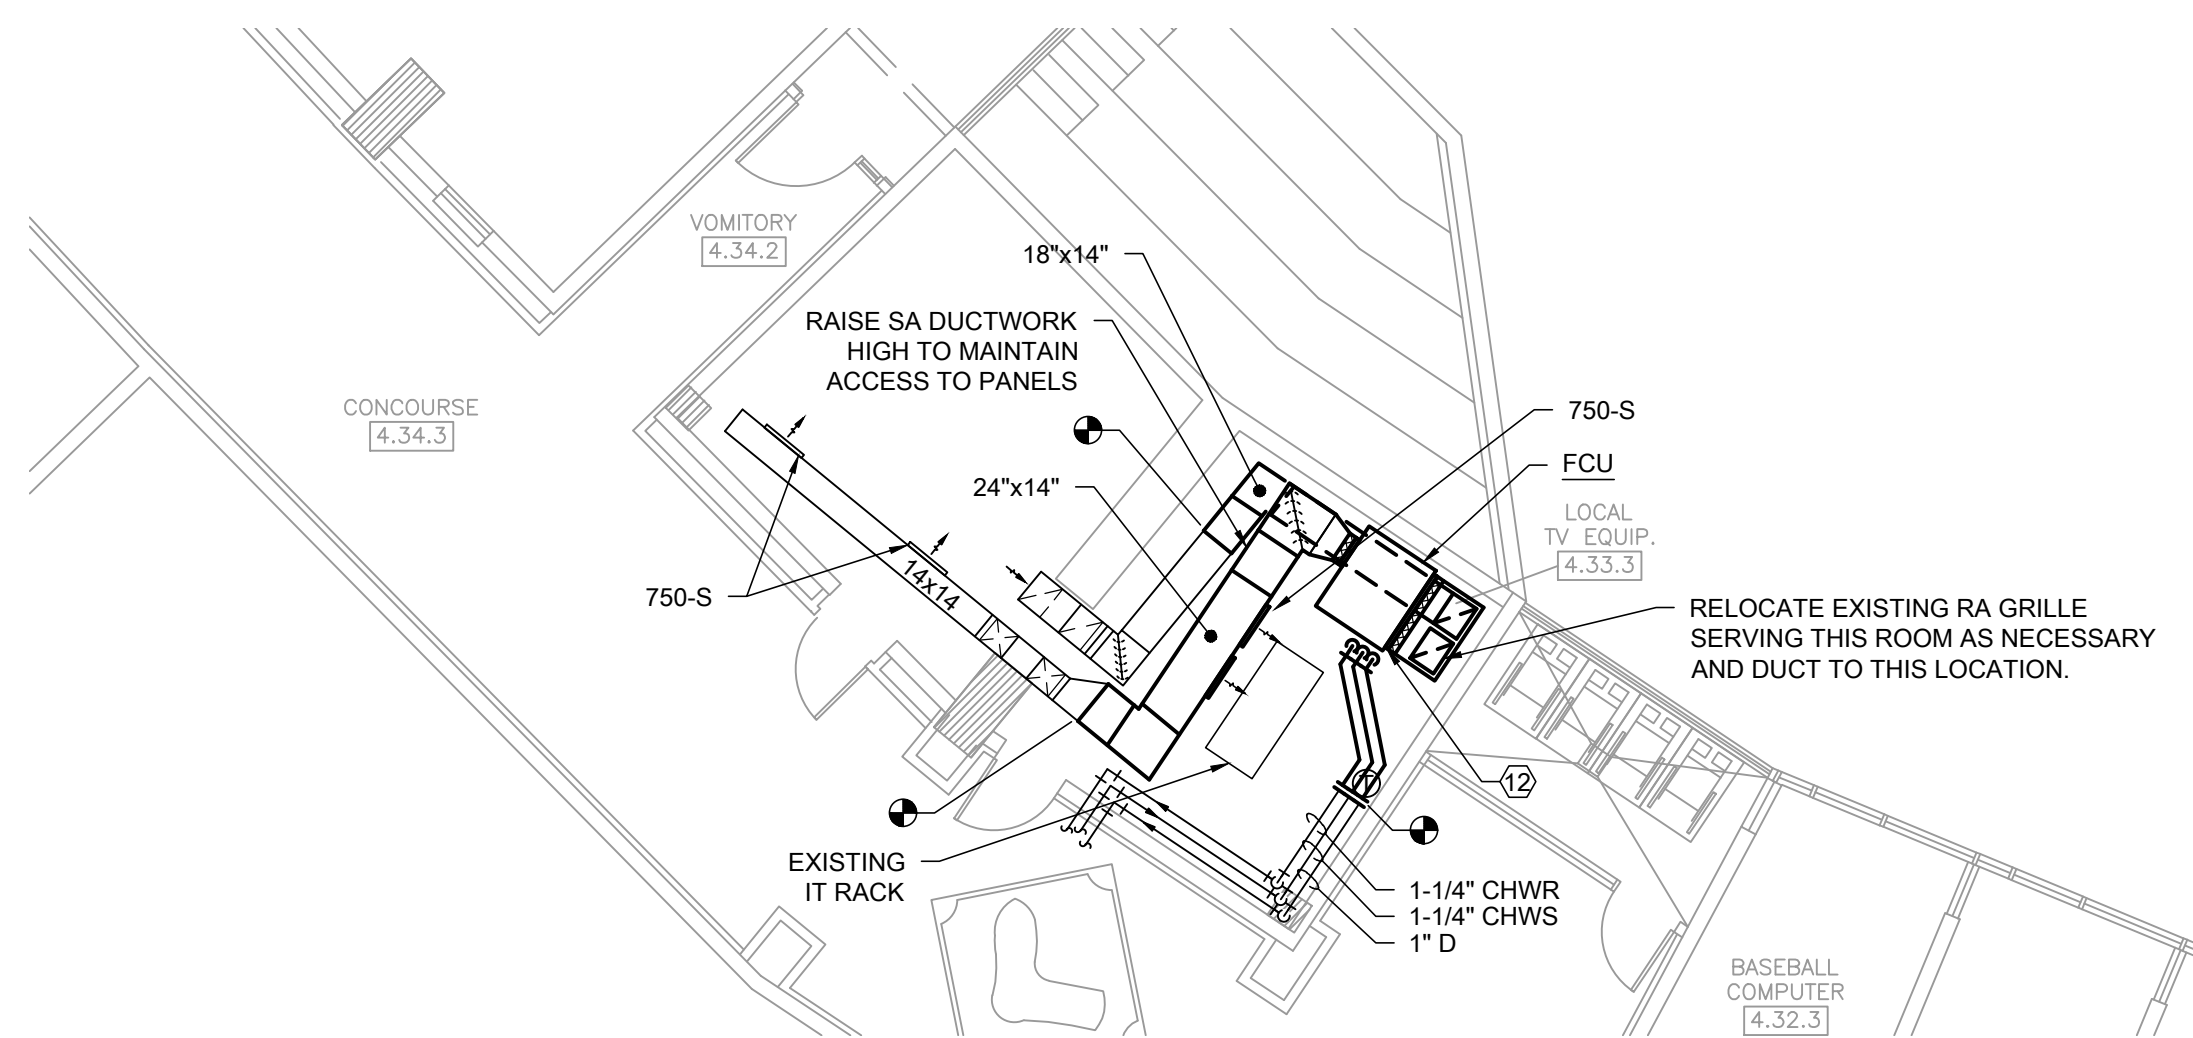 VOMITORY
4.34.2
18"x14"
RAISE SA DUCTWORK
HIGH TO MAINTAIN
ACCESS TO PANELS
CONCOURSE
4.34.3
750-S
FCU
24"x14"
LOCAL
TV EQUIP.
4.33.3
14x14
750-S
RELOCATE EXISTING RA GRILLE
SERVING THIS ROOM AS NECESSARY
AND DUCT TO THIS LOCATION.
T
12
EXISTING
IT RACK
1-1/4" CHWR
1-1/4" CHWS
1" D
BASEBALL
COMPUTER
4.32.3